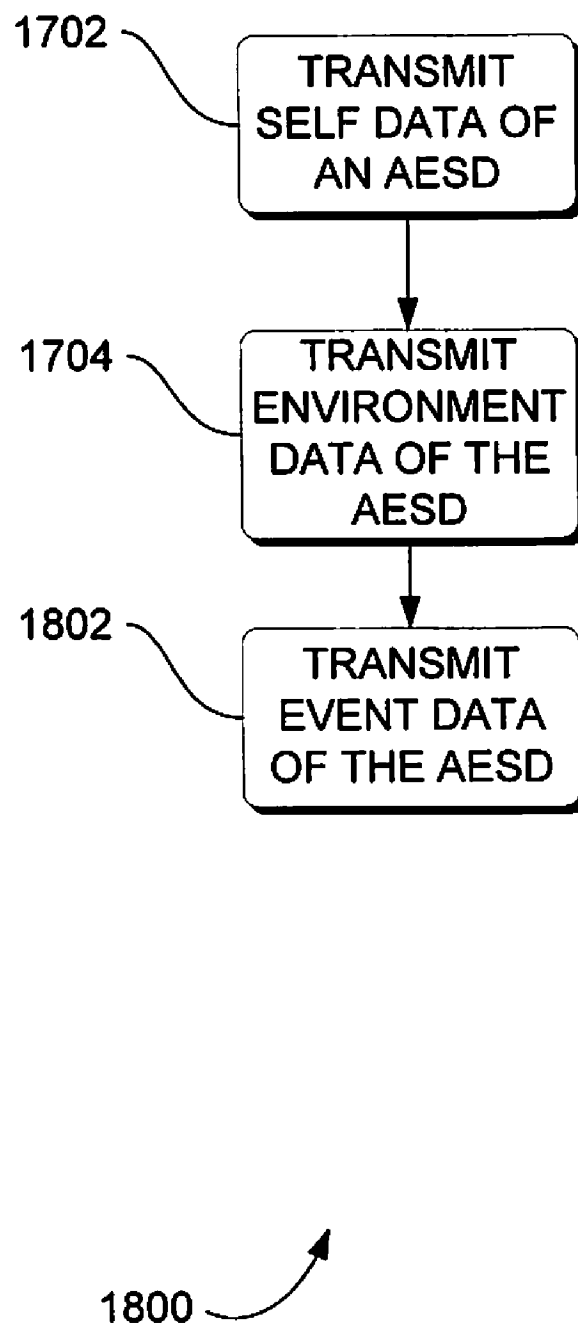 1702
TRANSMIT
SELF DATA OF
AN AESD
1704
TRANSMIT
ENVIRONMENT
DATA OF THE
AESD
1802
TRANSMIT
EVENT DATA
OF THE AESD
1800